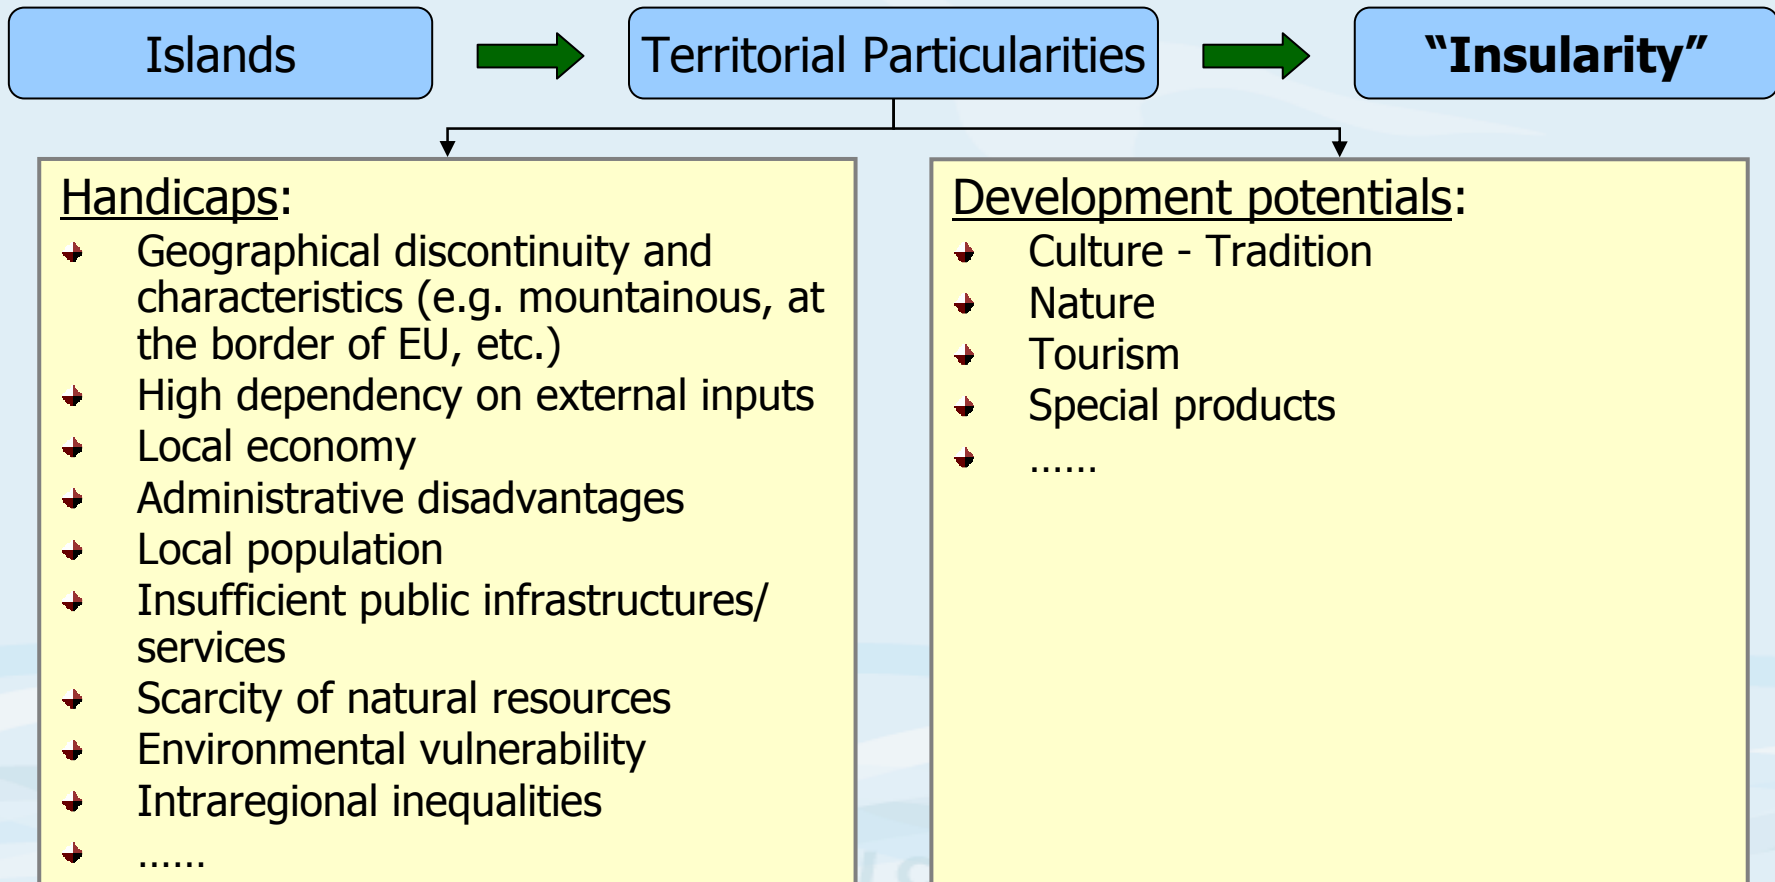 Islands
Territorial Particularities
“Insularity”
Handicaps:
Geographical discontinuity and
characteristics (e.g. mountainous, at
the border of EU, etc.)
High dependency on external inputs
Local economy
Administrative disadvantages
Local population
Insufficient public infrastructures/
services
Scarcity of natural resources
Environmental vulnerability
Intraregional inequalities
......
Development potentials:
Culture - Tradition
Nature
Tourism
Special products
......